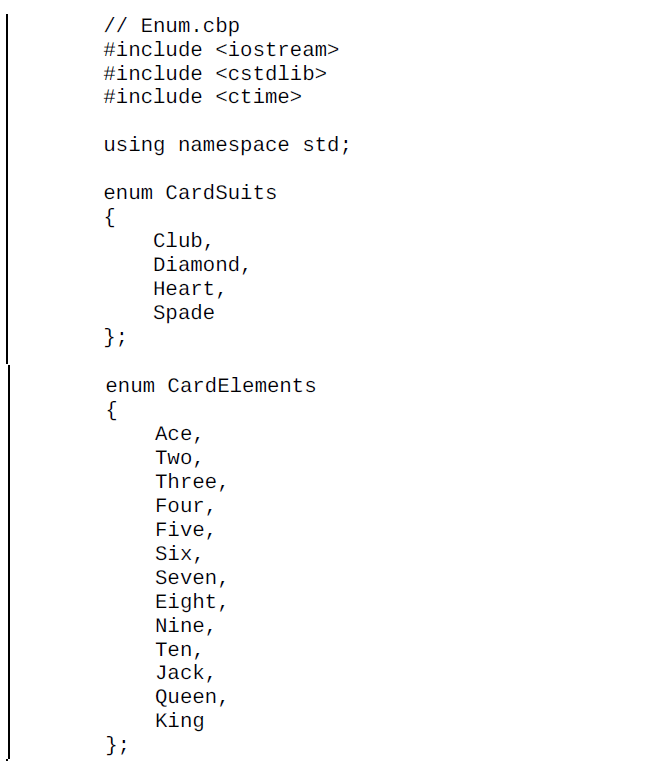 // Enum.cbp
#include <iostream>
#include <cstdlib>
#include <ctime>
using namespace std;
enum CardSuits
{
Club,
Diamond,
Heart,
Spade
};
enum CardElements
{
Ace,
Two,
Three,
Four,
Five,
Six,
Seven,
Eight,
Nine,
Ten,
Jack,
Queen,
King
};